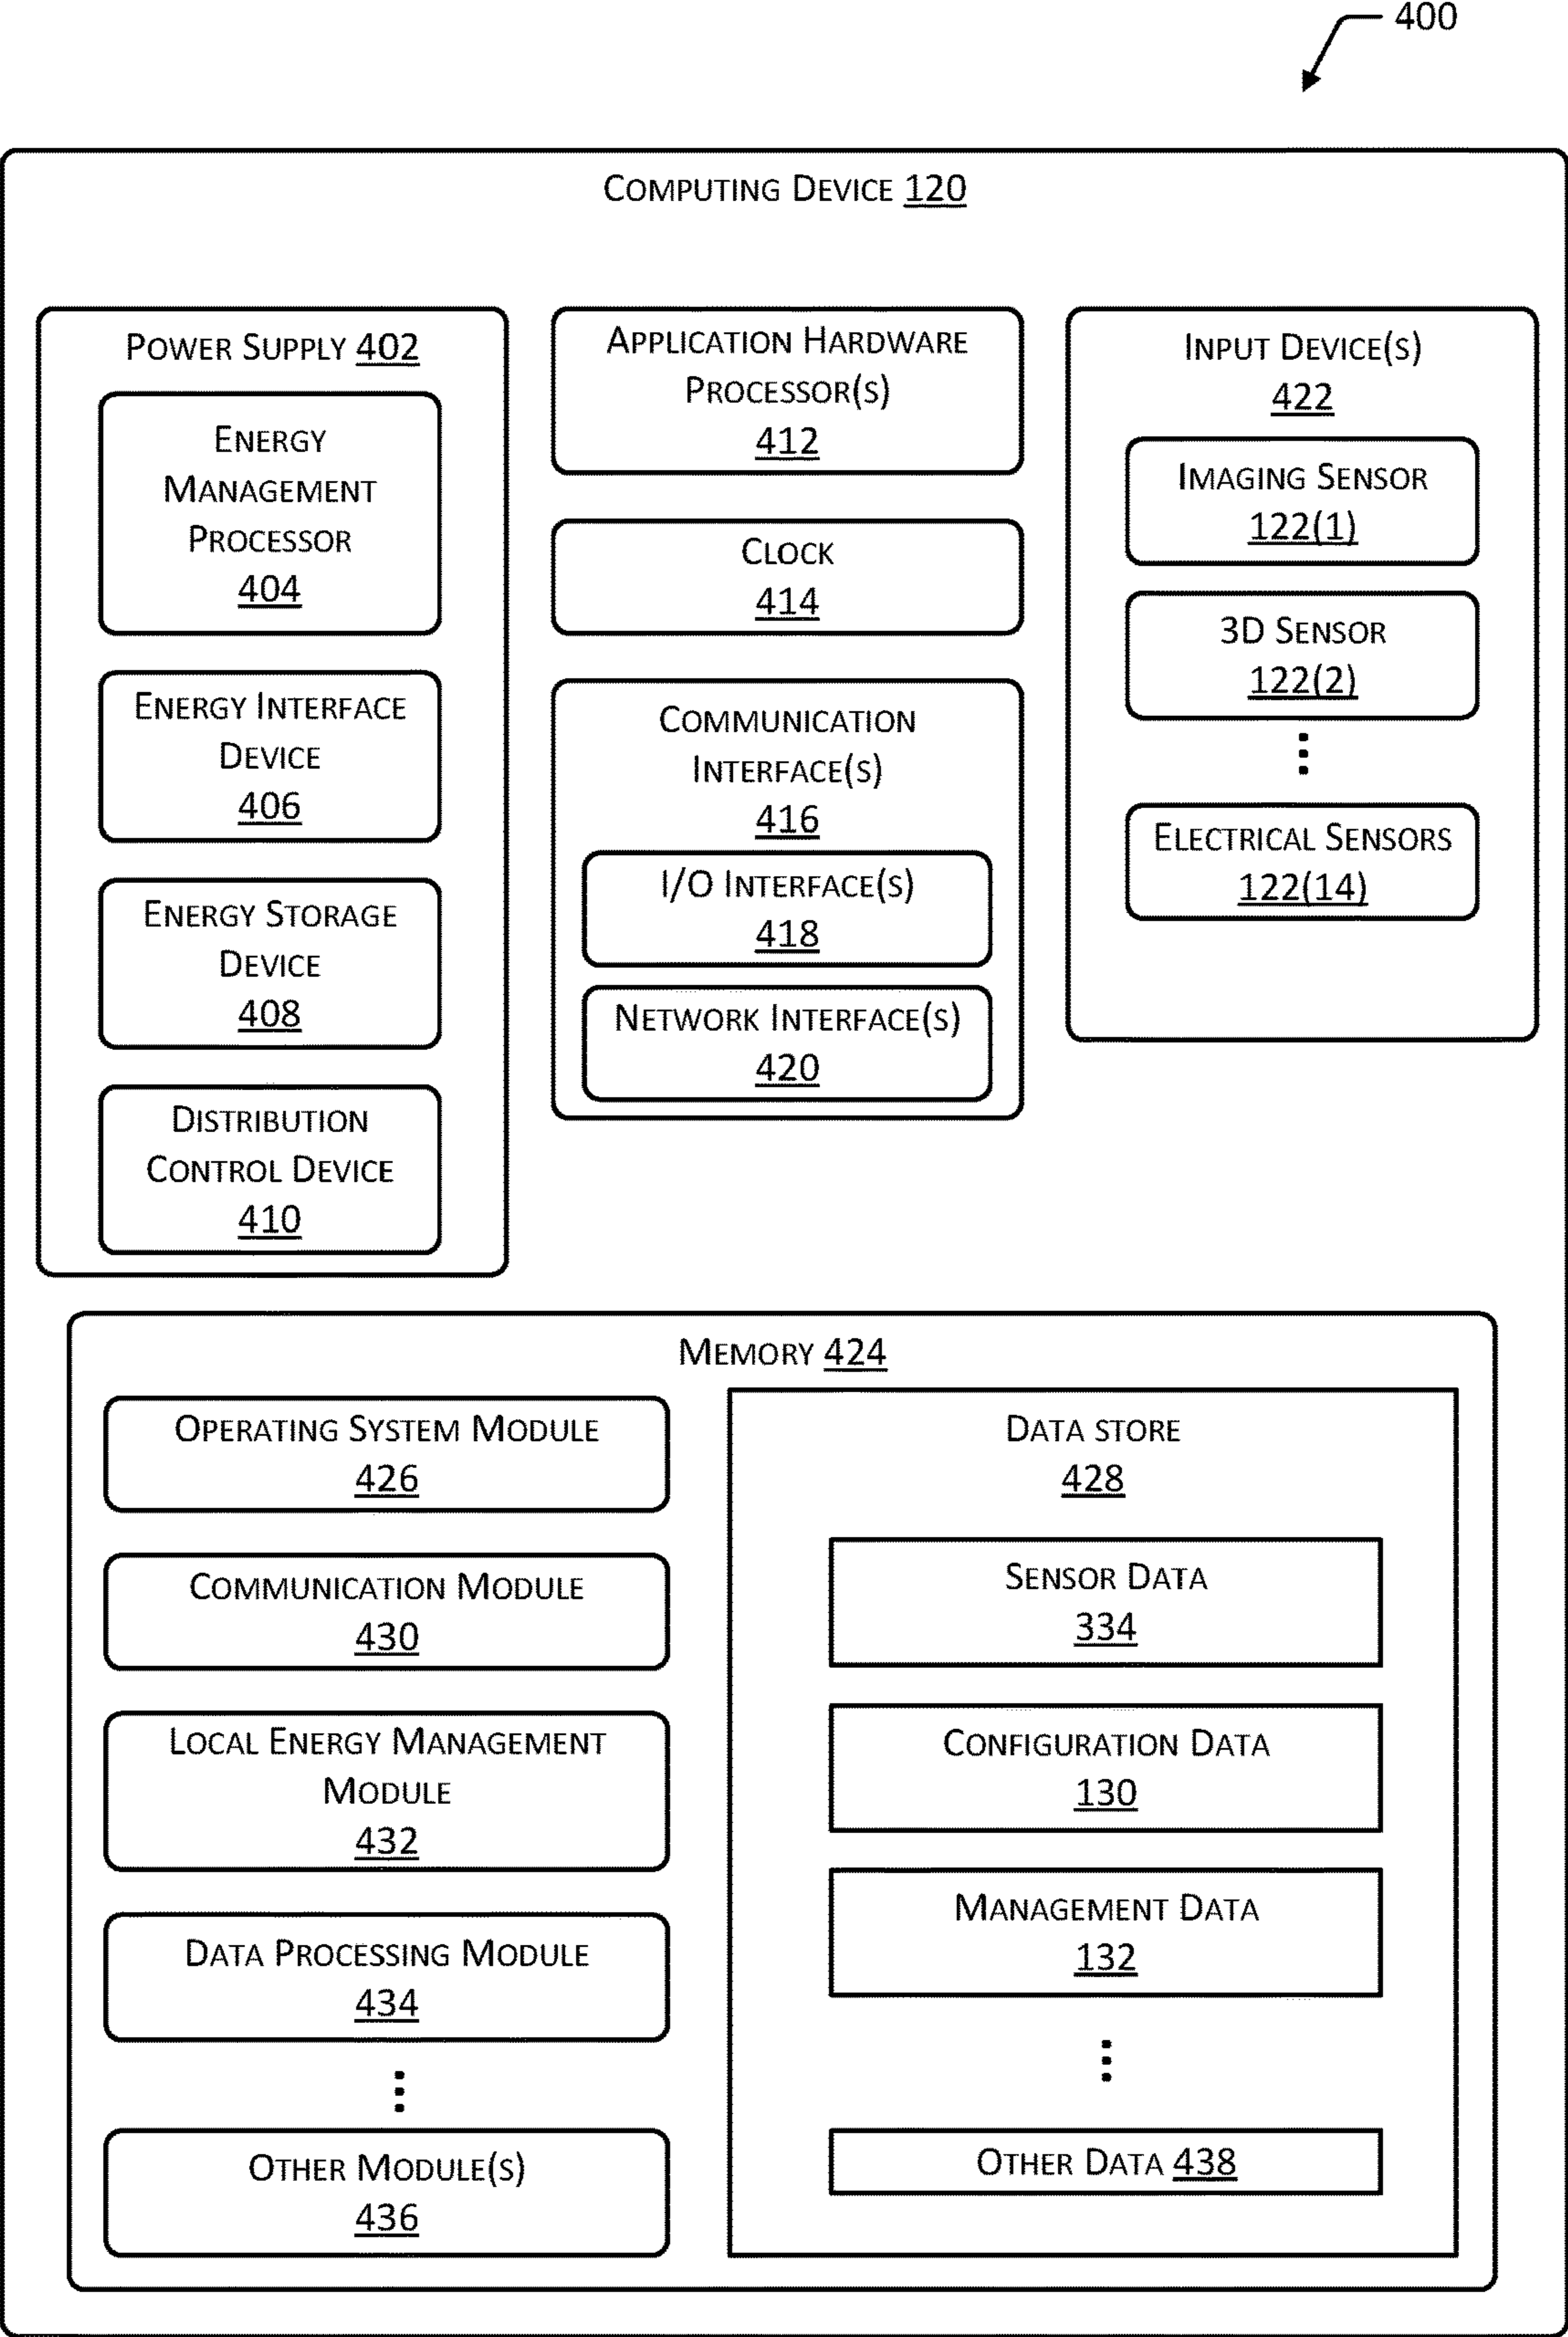 400
COMPUTING DEVICE 120
POWER SUPPLY 402
ENERGY
MANAGEMENT
PROCESSOR
404
ENERGY INTERFACE
DEVICE
406
ENERGY STORAGE
DEVICE
408
DISTRIBUTION
CONTROL DEVICE
410
APPLICATION HARDWARE
PROCESSOR(S)
412
CLOCK
414
COMMUNICATION
INTERFACE(S)
416
I/O INTERFACE(S)
418
NETWORK INTERFACE(S)
420
INPUT DEVICE(S)
422
IMAGING SENSOR
122(1)
3D SENSOR
122(2)
ELECTRICAL SENSORS
122(14)
MEMORY 424
OPERATING SYSTEM MODULE
426
COMMUNICATION MODULE
430
LOCAL ENERGY MANAGEMENT
MODULE
432
DATA PROCESSING MODULE
434
OTHER MODULE(S)
436
DATA STORE
428
SENSOR DATA
334
CONFIGURATION DATA
130
MANAGEMENT DATA
132
OTHER DATA 438